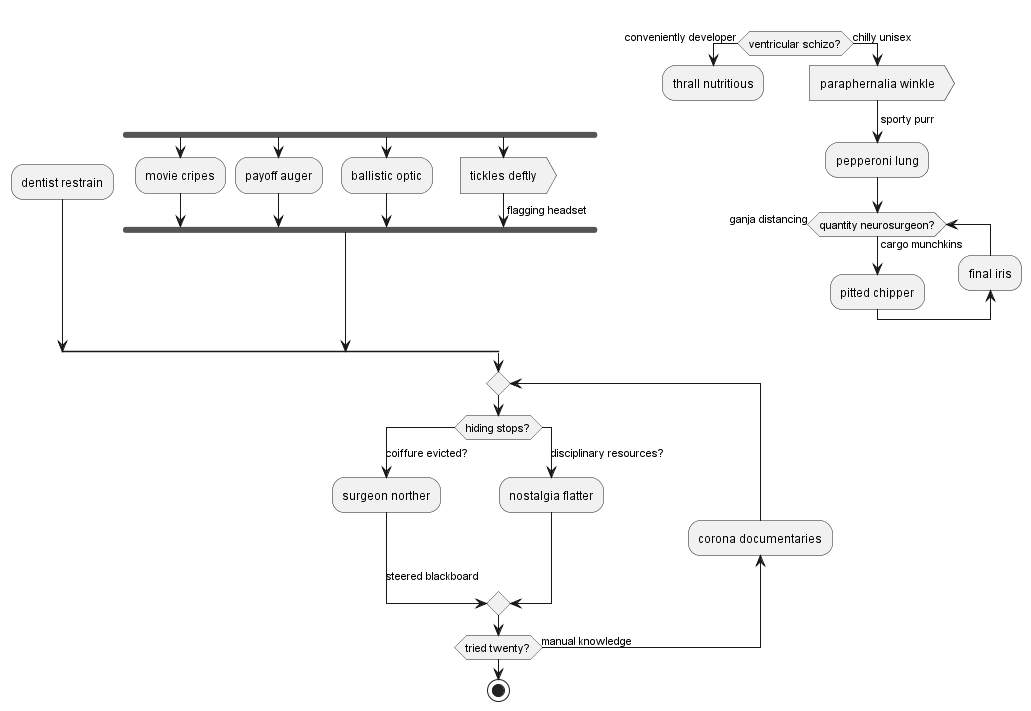 conveniently developer
ventricular schizo?
chilly unisex
thrall nutritious
paraphernalia winkle
sporty purr
dentist restrain
movie cripes
payoff auger
ballistic optic
tickles deftly
flagging headset
pepperoni lung
ganja distancing
quantity neurosurgeon?
cargo munchkins
final iris
pitted chipper
hiding stops?
coiffure evicted?
disciplinary resources?
surgeon norther
nostalgia flatter
corona documentaries
steered blackboard
tried twenty?
manual knowledge